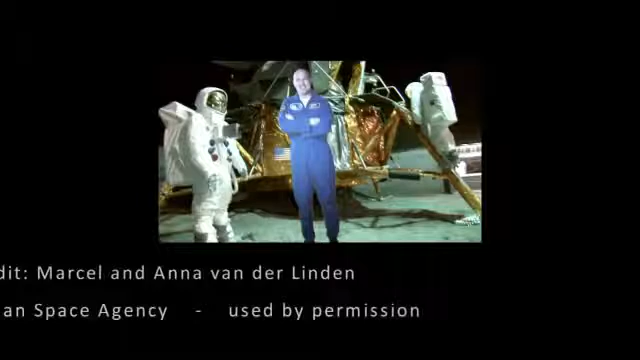 dit: Marcel and Anna van der Linden
an Space Agency - used by permission